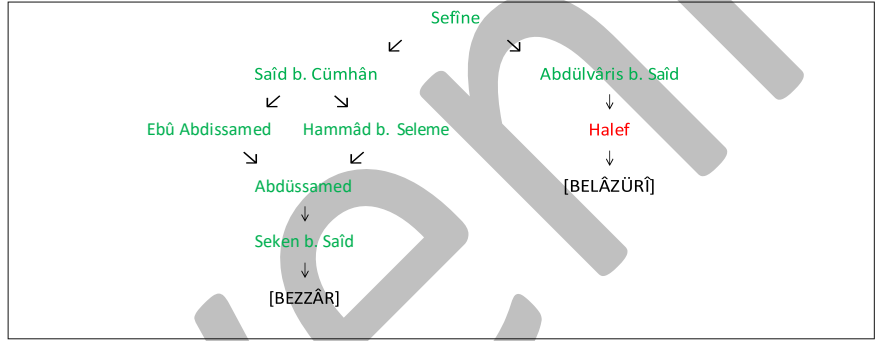 Sefîne
Saîd b. Cümhân Abdülvâris b. Saîd
Ebû Abdissamed Hammâd b. Seleme Halef
Abdüssamed [BELÂZÜRÎ]
Seken b. Saîd
[BEZZÂR]